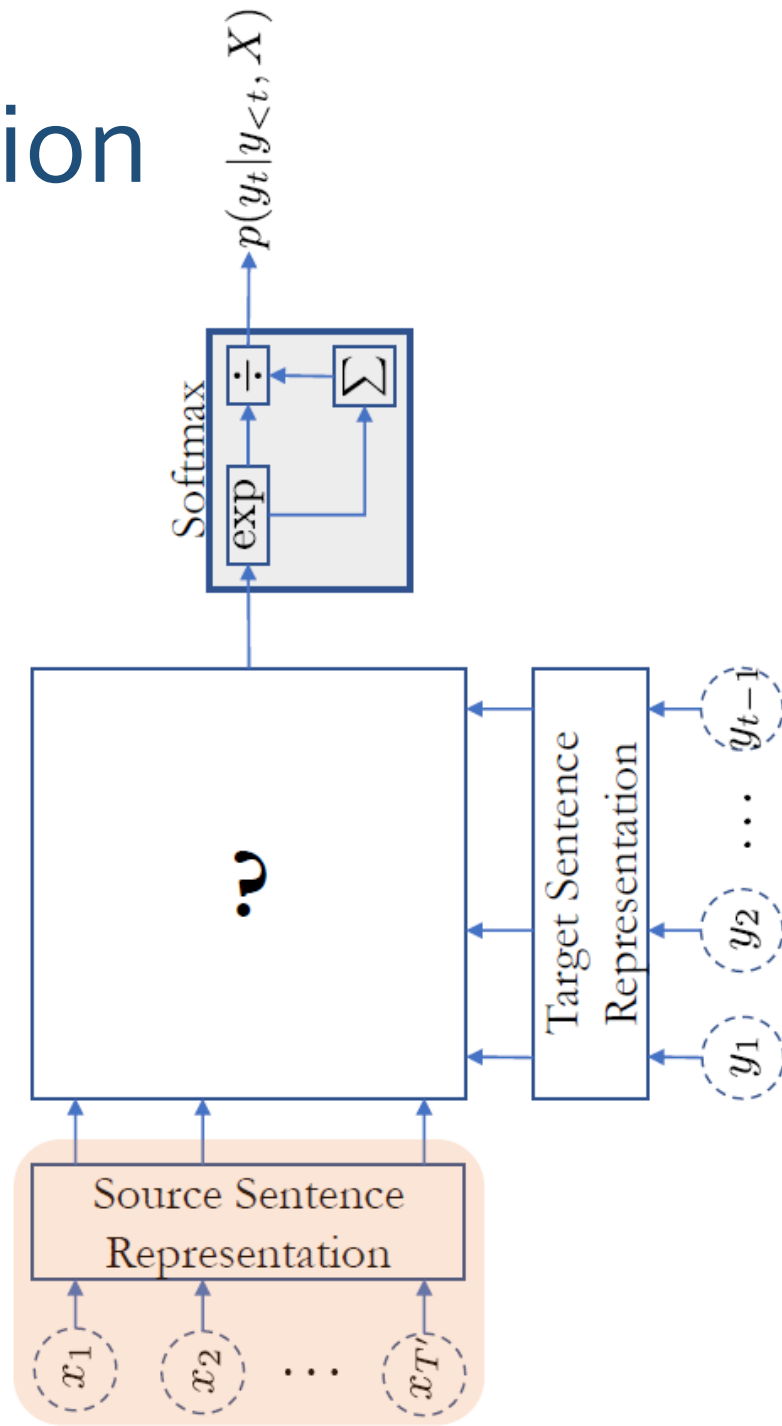 ion
p(y_t|y_{<t}, X)
Softmax
exp
÷
Σ
?
Source Sentence
Representation
x_1
x_2
⋯
x_{T'}
Target Sentence
Representation
y_1
y_2
⋯
y_{t-1}